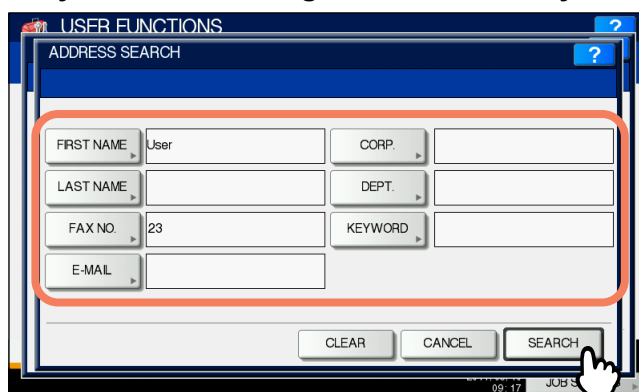 USER FUNCTIONS ?
ADDRESS SEARCH ?
FIRST NAME User CORP.
LAST NAME DEPT.
FAX NO. 23 KEYWORD
E-MAIL
CLEAR CANCEL SEARCH
09:17 JOB